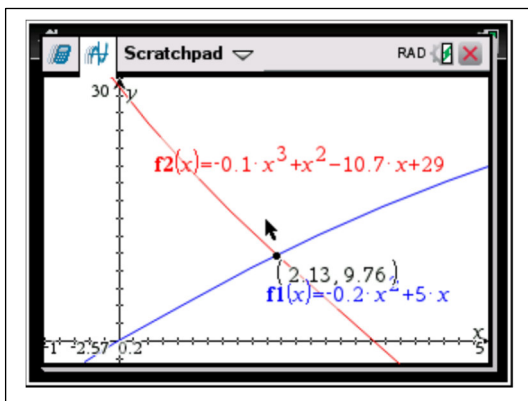 Scratchpad RAD
30 y
f2(x)=-0.1·x³+x²-10.7·x+29
(2.13, 9.76)
f1(x)=-0.2·x²+5·x
x
-1 -2.57 0.2 5